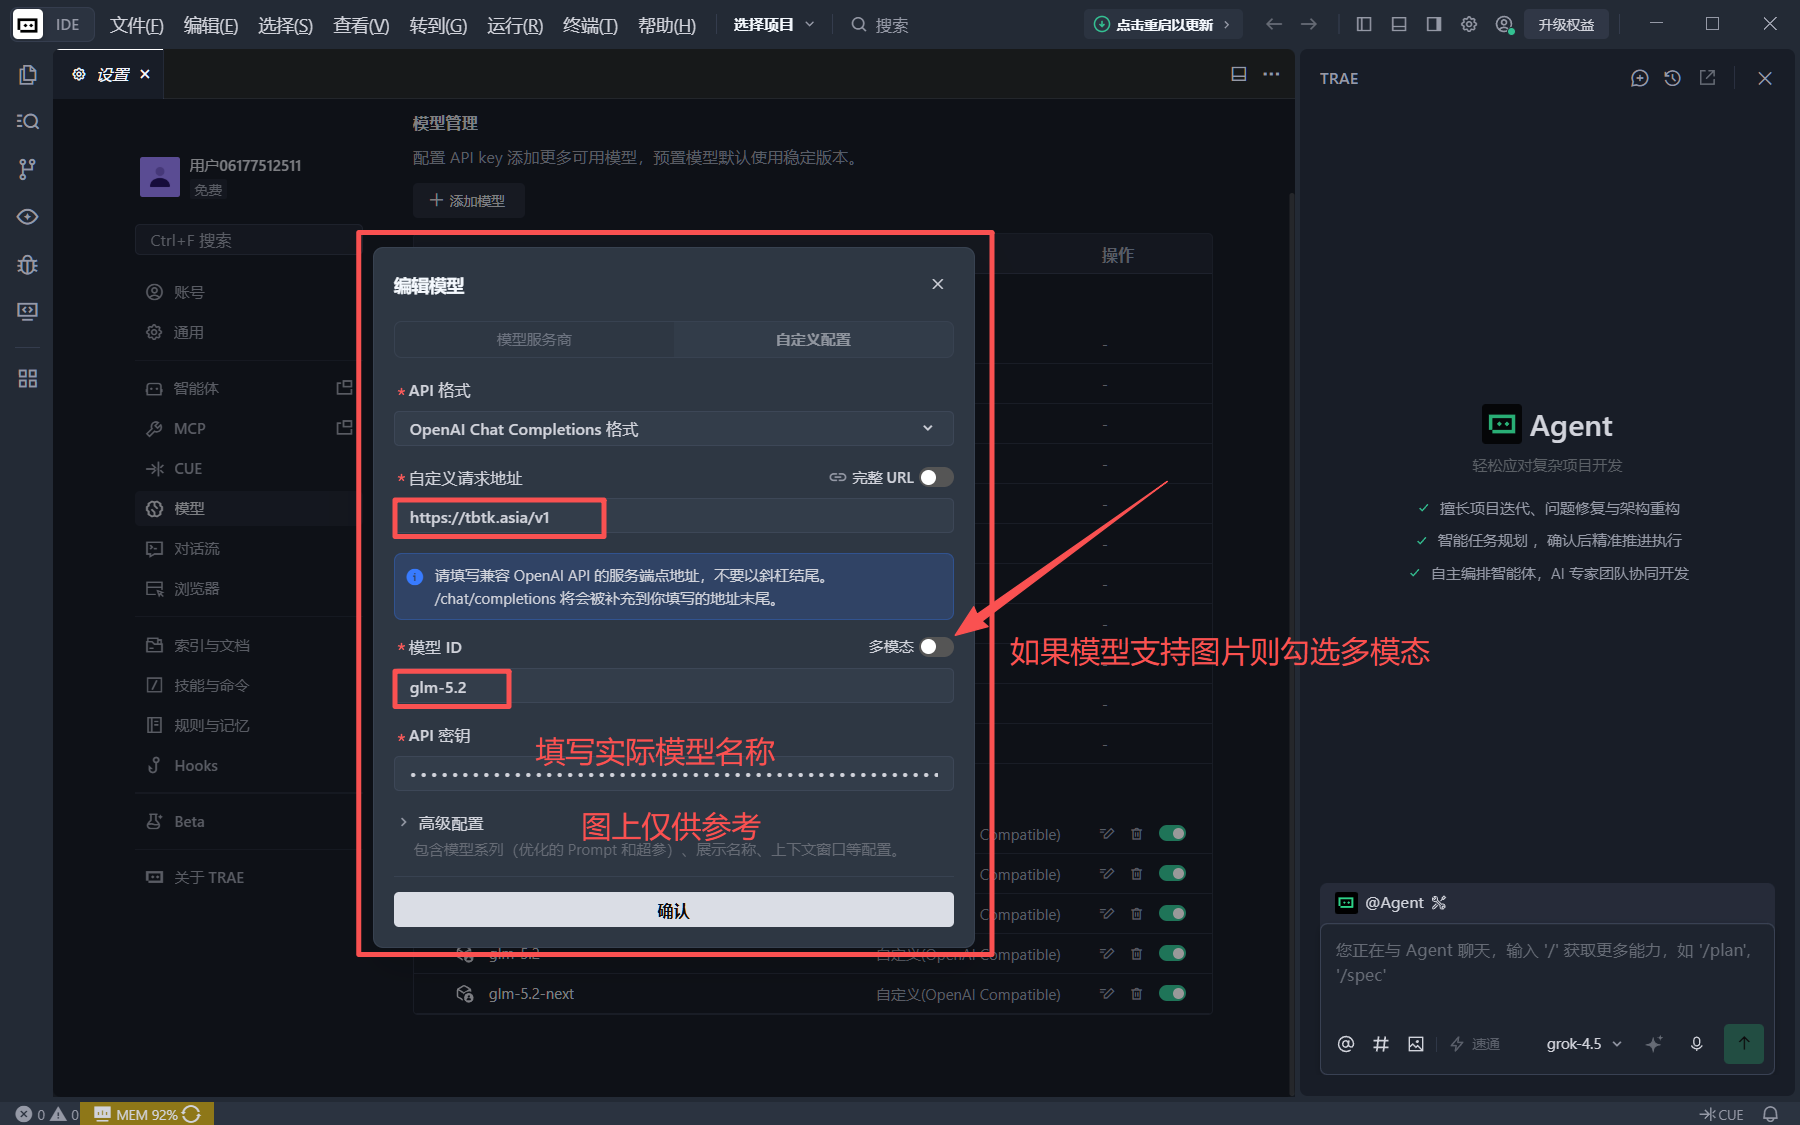 IDE 文件(F) 编辑(E) 选择(S) 查看(V) 转到(G) 运行(R) 终端(T) 帮助(H) 选择项目 搜索 点击重启以更新 升级权益
设置
TRAE
用户06177512511
免费
Ctrl+F 搜索
账号
通用
智能体
MCP
CUE
模型
对话流
浏览器
索引与文档
技能与命令
规则与记忆
Hooks
Beta
关于 TRAE
模型管理
配置 API key 添加更多可用模型，预置模型默认使用稳定版本。
添加模型
操作
-
-
-
-
-
-
-
-
-
-
-
编辑模型
模型服务商 自定义配置
* API 格式
OpenAI Chat Completions 格式
* 自定义请求地址 完整 URL
https://tbtk.asia/v1
请填写兼容 OpenAI API 的服务端点地址，不要以斜杠结尾。
/chat/completions 将会被补充到你填写的地址末尾。
* 模型 ID 多模态
glm-5.2
如果模型支持图片则勾选多模态
* API 密钥
填写实际模型名称
图上仅供参考
高级配置
包含模型系列（优化的 Prompt 和超参）、展示名称、上下文窗口等配置。
确认
Compatible)
Compatible)
Compatible)
glm-5.2 自定义(OpenAI Compatible)
glm-5.2-next 自定义(OpenAI Compatible)
Agent
轻松应对复杂项目开发
擅长项目迭代、问题修复与架构重构
智能任务规划，确认后精准推进执行
自主编排智能体，AI 专家团队协同开发
@Agent
您正在与 Agent 聊天，输入 '/' 获取更多能力，如 '/plan',
'/spec'
速通 grok-4.5
0 0 MEM 92% CUE